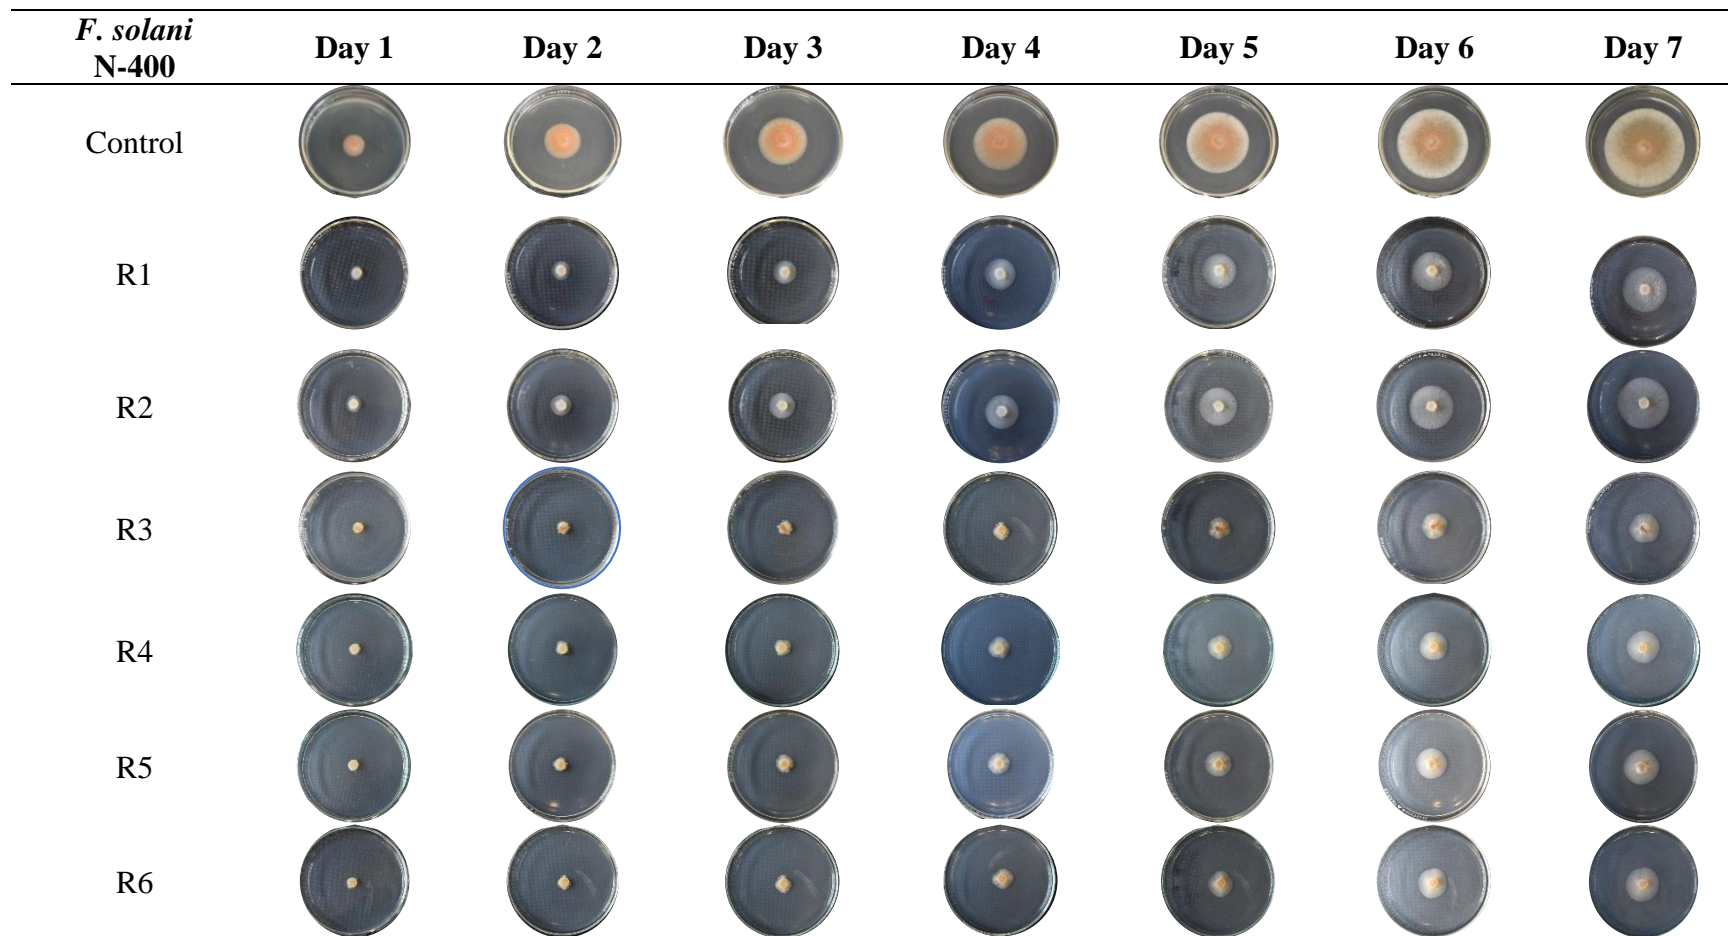 F. solani
N-400
Day 1
Day 2
Day 3
Day 4
Day 5
Day 6
Day 7
Control
R1
R2
R3
R4
R5
R6